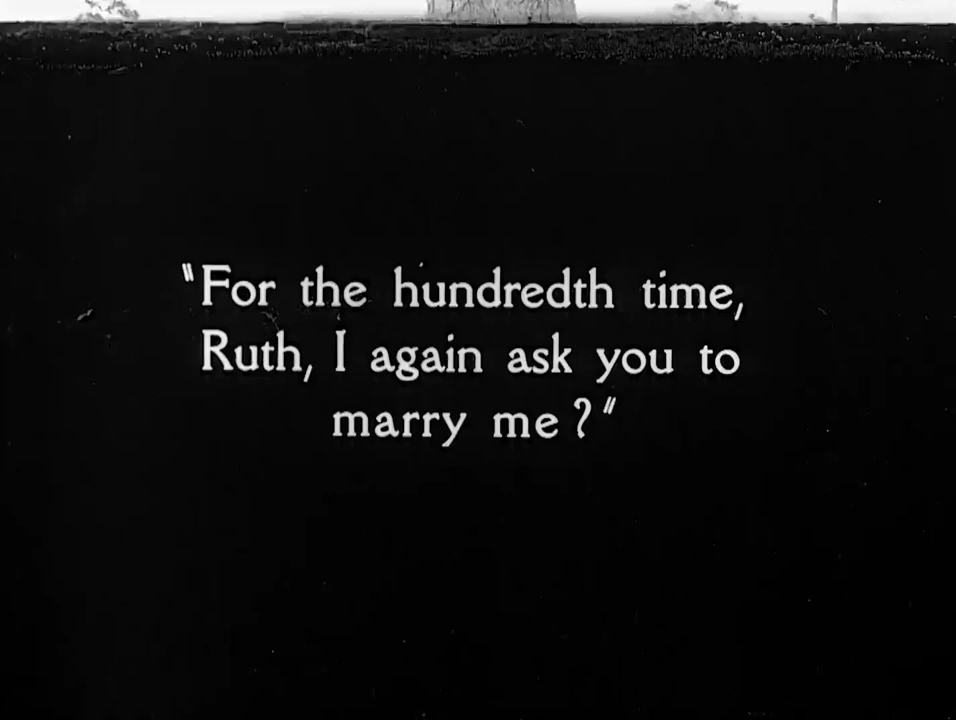 "For the hundredth time,
Ruth, I again ask you to
marry me?"